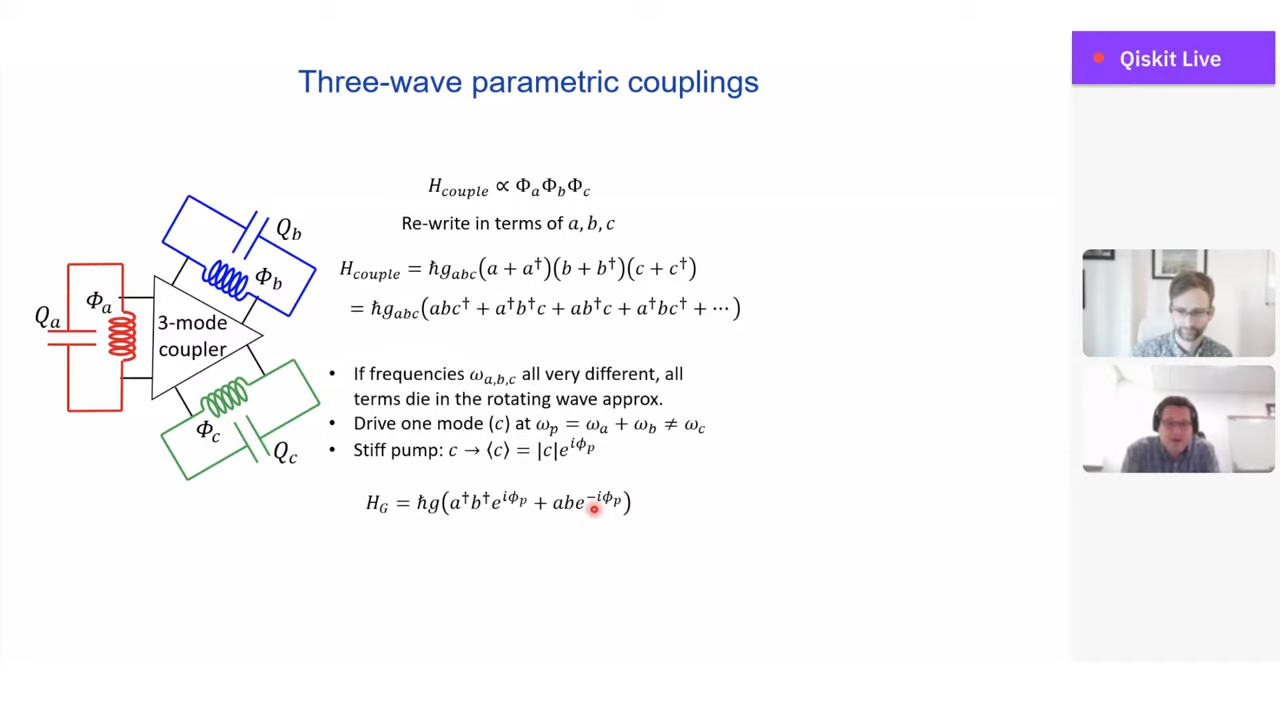 Qiskit Live
Three-wave parametric couplings
H_couple ∝ Φ_aΦ_bΦ_c
Re-write in terms of a, b, c
H_couple = ħg_abc(a + a†)(b + b†)(c + c†)
= ħg_abc(abc† + a†b†c + ab†c + a†bc† + ⋯)
Q_b
Φ_b
Φ_a
Q_a
3-mode
coupler
Φ_c
Q_c
• If frequencies ω_a,b,c all very different, all
terms die in the rotating wave approx.
• Drive one mode (c) at ω_p = ω_a + ω_b ≠ ω_c
• Stiff pump: c → ⟨c⟩ = |c|e^{iϕ_p}
H_G = ħg(a†b†e^{iϕ_p} + abe^{−iϕ_p})